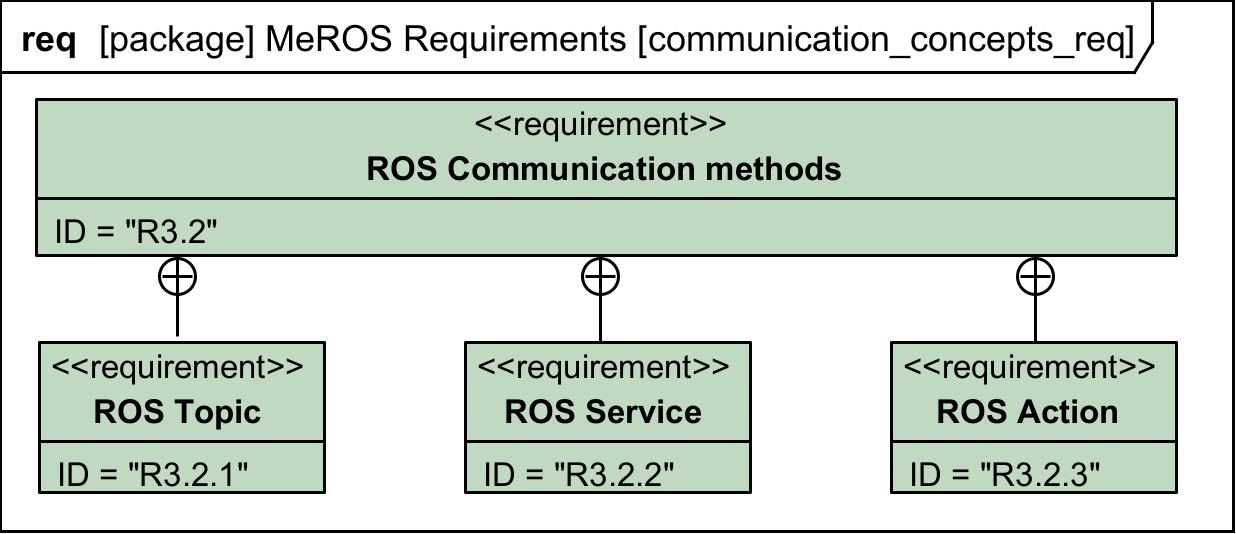 req [package] MeROS Requirements [communication_concepts_req]
<<requirement>>
ROS Communication methods
ID = "R3.2"
<<requirement>>
ROS Topic
ID = "R3.2.1"
<<requirement>>
ROS Service
ID = "R3.2.2"
<<requirement>>
ROS Action
ID = "R3.2.3"